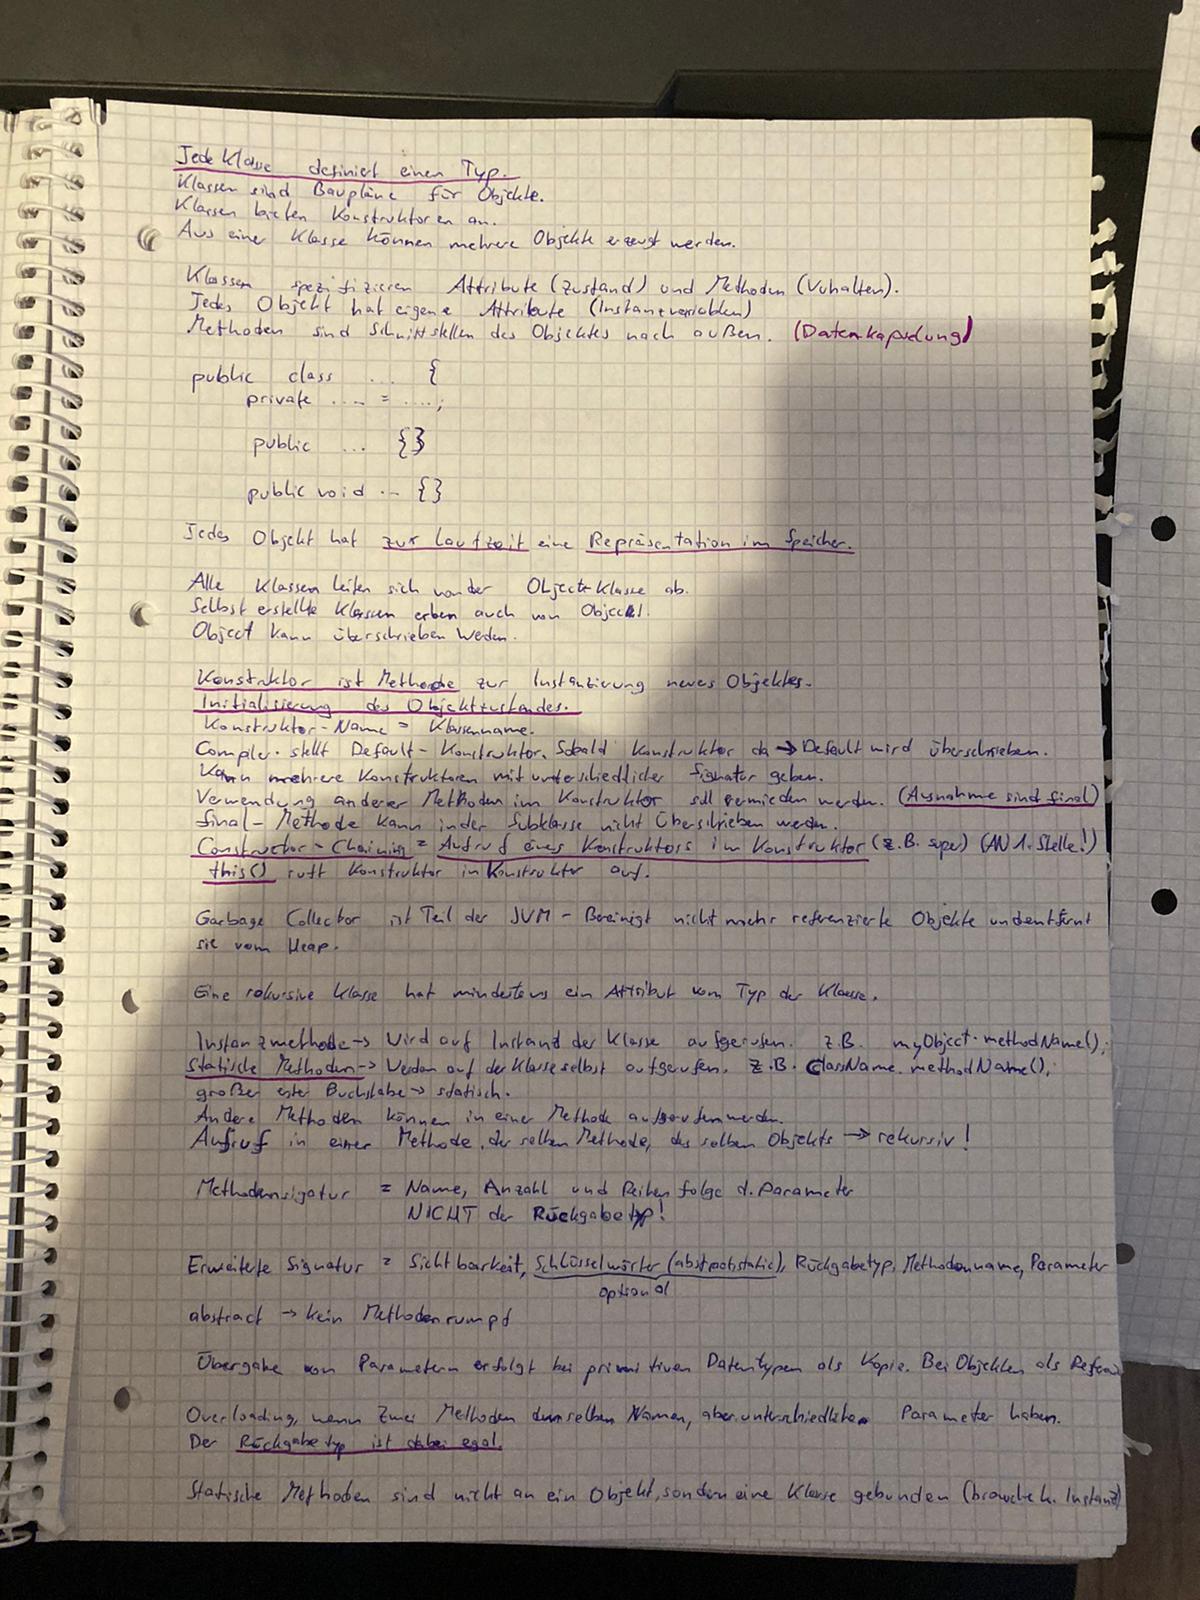 Jede Klasse definiert einen Typ.
Klassen sind Baupläne für Objekte.
Klassen bieten Konstruktoren an.
Aus einer Klasse können mehrere Objekte erzeugt werden.
Klassen spezifizieren Attribute (Zustand) und Methoden (Verhalten).
Jedes Objekt hat eigene Attribute (Instanzvariablen)
Methoden sind Schnittstellen des Objektes nach außen. (Datenkapselung)
public class ... {
private .... = ....;
public ... {}
public void ... {}
Jedes Objekt hat zur Laufzeit eine Repräsentation im Speicher.
Alle Klassen leiten sich von der Object-Klasse ab.
Selbst erstellte Klassen erben auch von Object!
Object kann überschrieben werden.
Konstruktor ist Methode zur Instanzierung neues Objektes.
Initialisierung des Objektzustandes.
Konstruktor-Name = Klassenname.
Compiler stellt Default-Konstruktor. Sobald Konstruktor da → Default wird überschrieben.
Kann mehrere Konstruktoren mit unterschiedlicher Signatur geben.
Verwendung anderer Methoden im Konstruktor soll vermieden werden. (Ausnahme sind final)
final-Methode kann in der Subklasse nicht überschrieben werden.
Constructor-Chaining = Aufruf eines Konstruktors im Konstruktor (z.B. super) (AN 1. Stelle!)
this() ruft Konstruktor in Konstruktor auf.
Garbage Collector ist Teil der JVM - Bereinigt nicht mehr referenzierte Objekte und entfernt
sie vom Heap.
Eine rekursive Klasse hat mindestens ein Attribut vom Typ der Klasse.
Instanzmethode → Wird auf Instand der Klasse aufgerufen. z.B. myObject.methodName();
Statische Methoden → Werden auf der Klasse selbst aufgerufen. z.B. ClassName.methodName();
großer erster Buchstabe → statisch.
Andere Methoden können in einer Methode aufgerufen werden.
Aufruf in einer Methode, der selben Methode, des selben Objekts → rekursiv!
Methodensigatur = Name, Anzahl und Reihenfolge d. Parameter
NICHT der Rückgabetyp!
Erweiterte Signatur = Sichtbarkeit, Schlüsselwörter (abstract, static), Rückgabetyp, Methodenname, Parameter
optional
abstract → kein Methodenrumpf
Übergabe von Parametern erfolgt bei primitiven Datentypen als Kopie. Bei Objekten als
Overloading, wenn zwei Methoden denselben Namen, aber unterschiedliche Parameter haben.
Der Rückgabetyp ist dabei egal.
Statische Methoden sind nicht an ein Objekt, sondern eine Klasse gebunden (brauche k. Instanz)